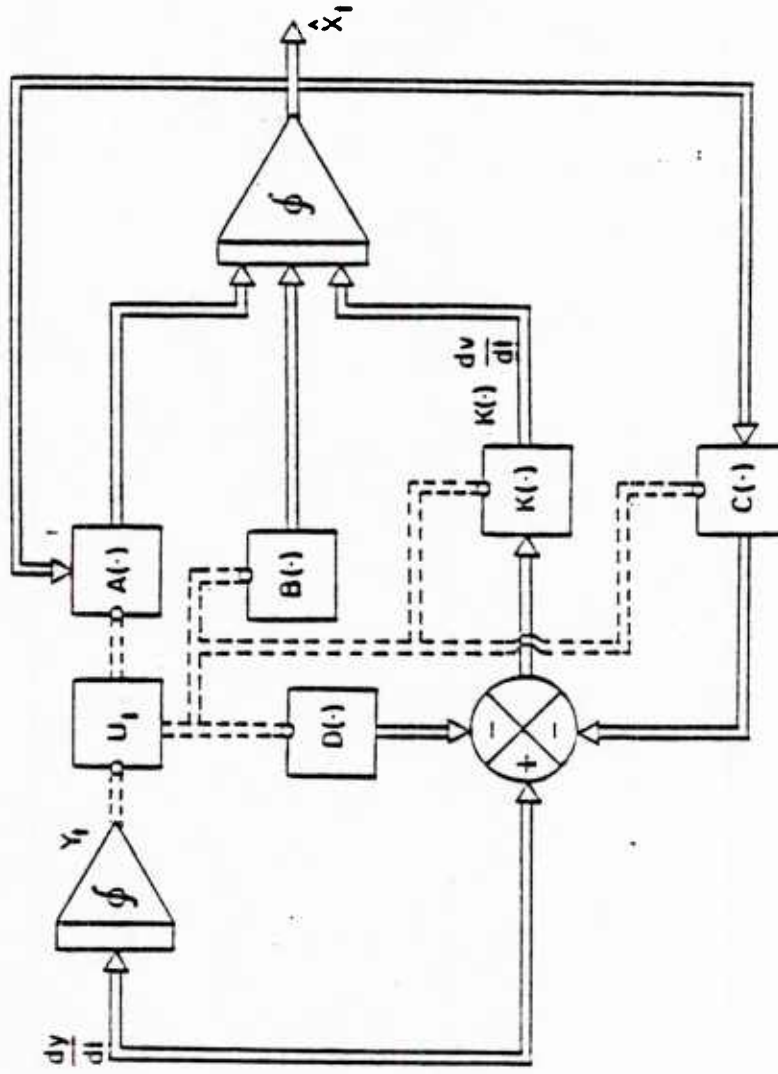 dy
dt
∮
Y_t
U_t
A(·)
B(·)
D(·)
K(·)
K(·) dv
dt
C(·)
−
+
−
∮
X̂_t